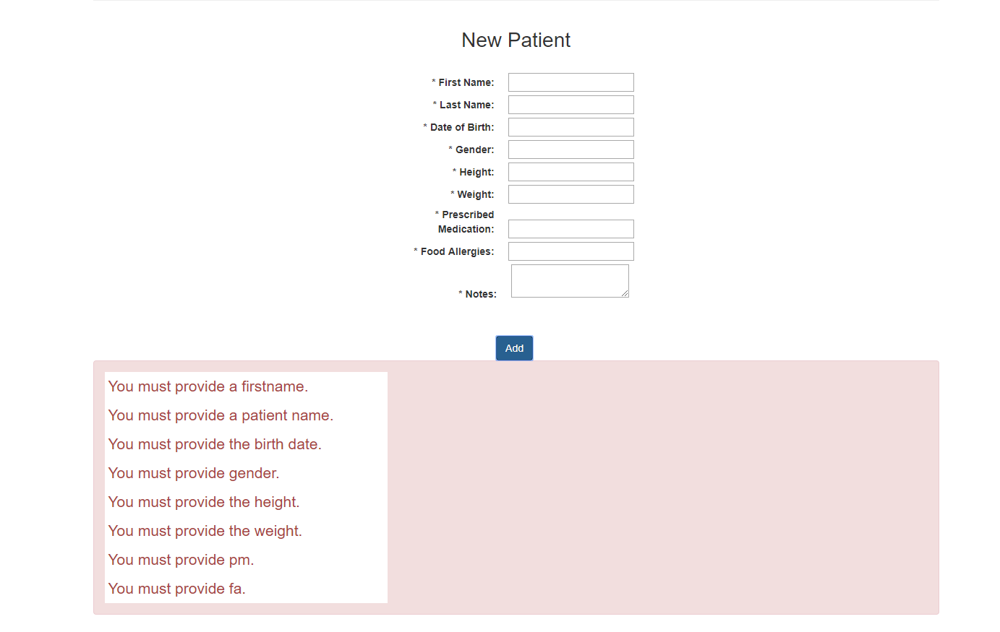 New Patient
* First Name:
* Last Name:
* Date of Birth:
* Gender:
* Height:
* Weight:
* Prescribed
Medication:
* Food Allergies:
* Notes:
Add
You must provide a firstname.
You must provide a patient name.
You must provide the birth date.
You must provide gender.
You must provide the height.
You must provide the weight.
You must provide pm.
You must provide fa.